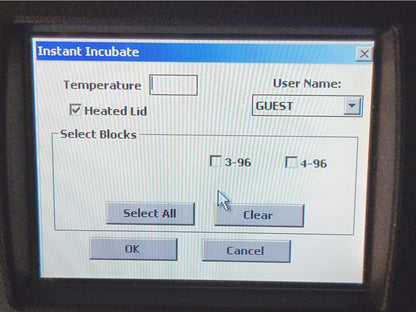 Instant Incubate
Temperature
User Name:
Heated Lid
GUEST
Select Blocks
3-96
4-96
Select All
Clear
OK
Cancel